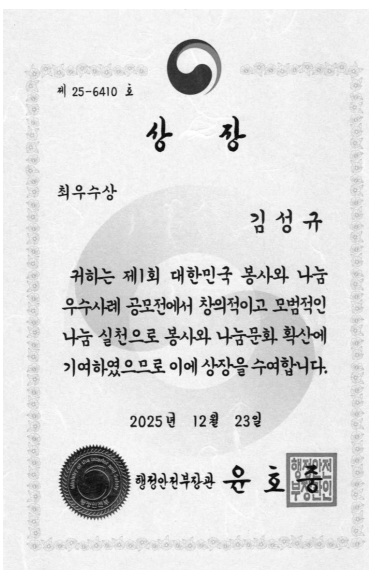 제 25-6410 호
상 장
최우수상
김성규
귀하는 제1회 대한민국 봉사와 나눔
우수사례 공모전에서 창의적이고 모범적인
나눔 실천으로 봉사와 나눔문화 확산에
기여하였으므로 이에 상장을 수여합니다.
2025년 12월 23일
행정안전부장관 윤호중
행정안전
부장관인